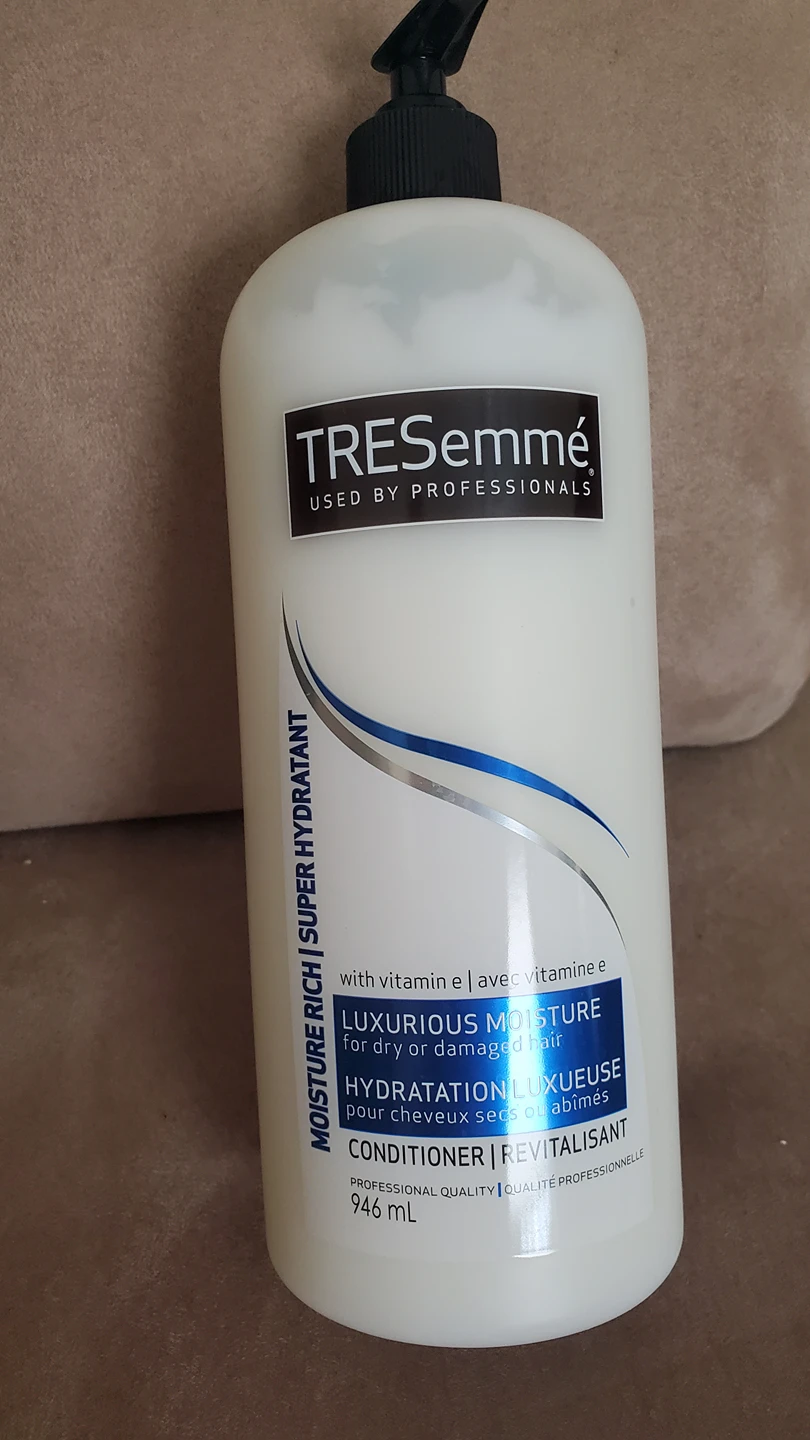 TRESemmé®
USED BY PROFESSIONALS
MOISTURE RICH | SUPER HYDRATANT
with vitamin e | avec vitamine e
LUXURIOUS MOISTURE
for dry or damaged hair
HYDRATATION LUXUEUSE
pour cheveux secs ou abîmés
CONDITIONER | REVITALISANT
PROFESSIONAL QUALITY | QUALITÉ PROFESSIONNELLE
946 mL